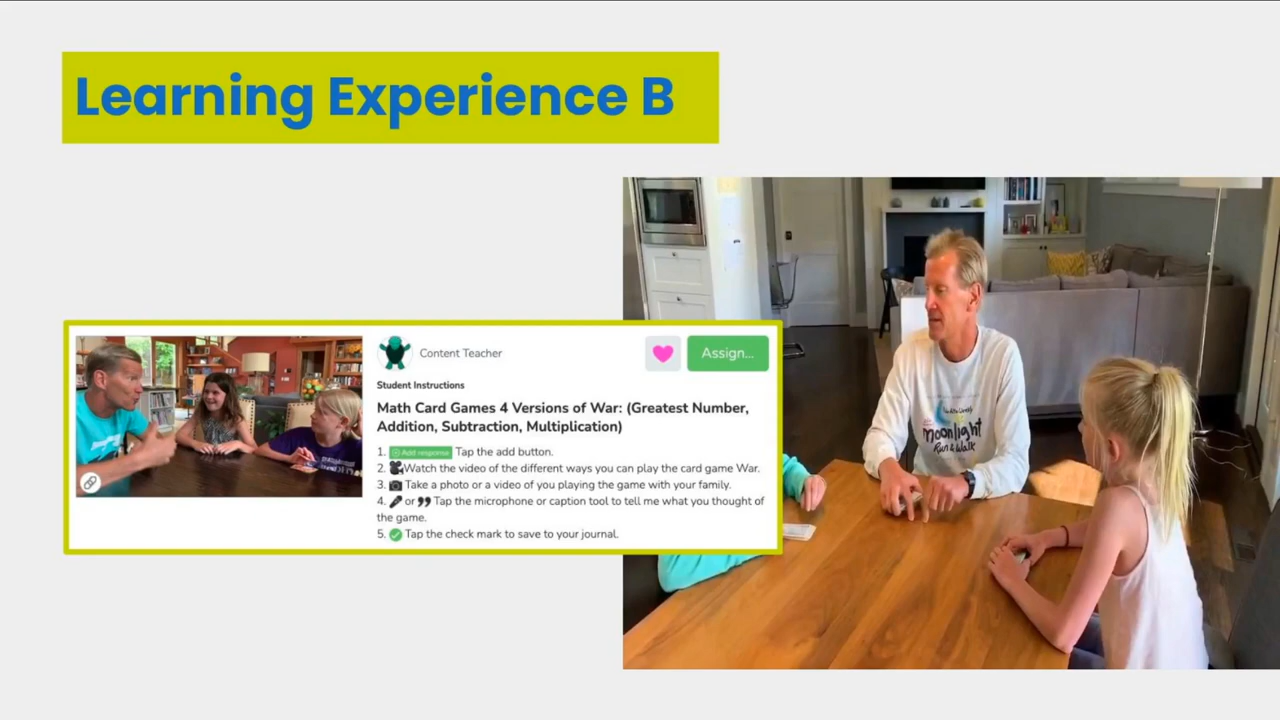 Learning Experience B
Content Teacher
Assign...
Student Instructions
Math Card Games 4 Versions of War: (Greatest Number,
Addition, Subtraction, Multiplication)
1. Add response Tap the add button.
2. Watch the video of the different ways you can play the card game War.
3. Take a photo or a video of you playing the game with your family.
4. or Tap the microphone or caption tool to tell me what you thought of
the game.
5. Tap the check mark to save to your journal.
moonlight
Run & Walk